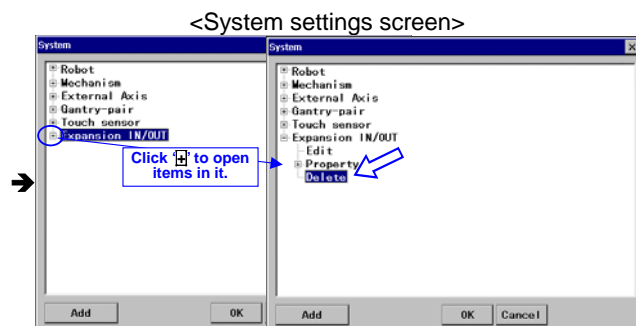 <System settings screen>
System
Robot
Mechanism
External Axis
Gantry-pair
Touch sensor
Expansion IN/OUT
Click '+' to open
items in it.
Add
OK
System
Robot
Mechanism
External Axis
Gantry-pair
Touch sensor
Expansion IN/OUT
Edit
Property
Delete
Add
OK
Cancel